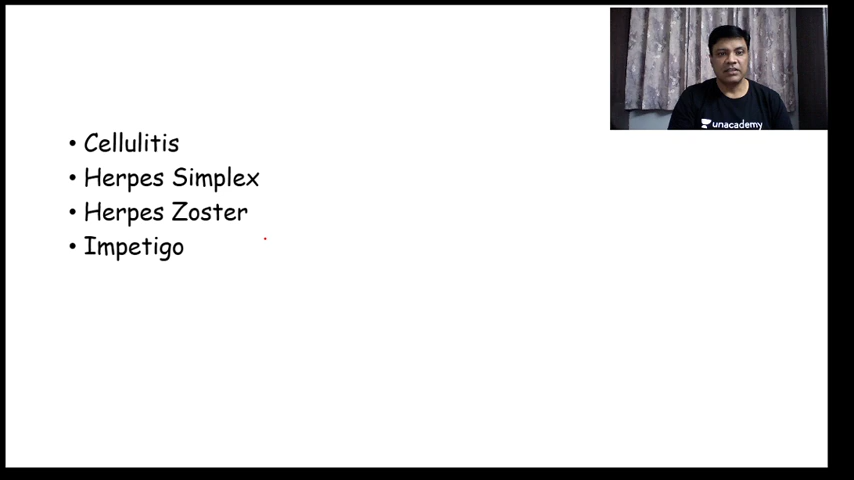 • Cellulitis
• Herpes Simplex
• Herpes Zoster
• Impetigo
unacademy